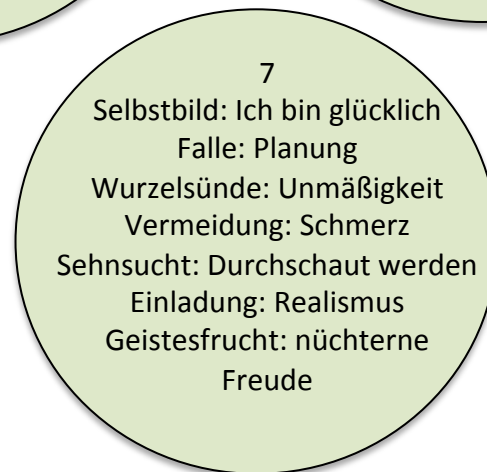 7
Selbstbild: Ich bin glücklich
Falle: Planung
Wurzelsünde: Unmäßigkeit
Vermeidung: Schmerz
Sehnsucht: Durchschaut werden
Einladung: Realismus
Geistesfrucht: nüchterne
Freude